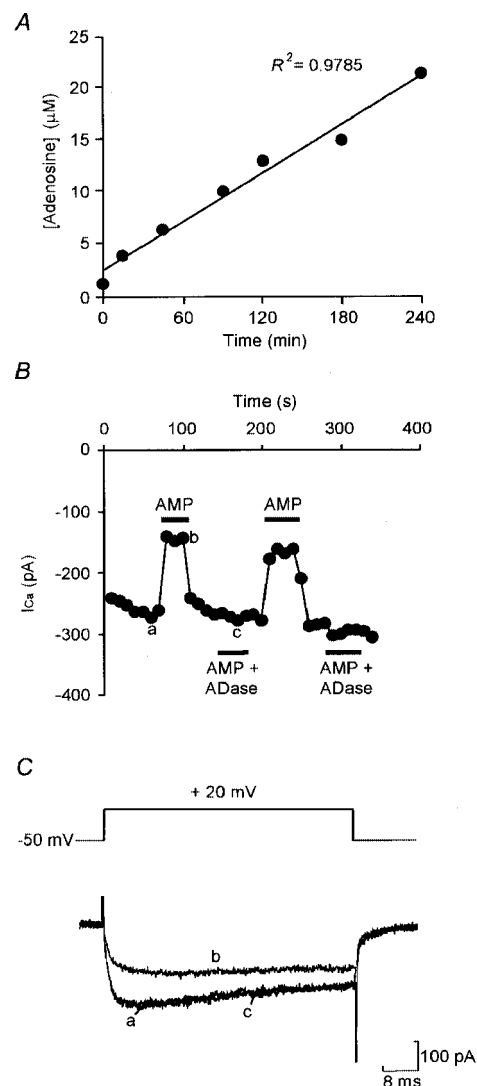 A
25
20
15
10
5
0
[Adenosine] (μM)
R² = 0.9785
0 60 120 180 240
Time (min)
B
Time (s)
0 100 200 300 400
0
-100
-200
-300
-400
ICa (pA)
AMP AMP
b
a c
AMP + AMP +
ADase ADase
C
+ 20 mV
-50 mV
b
a c
100 pA
8 ms